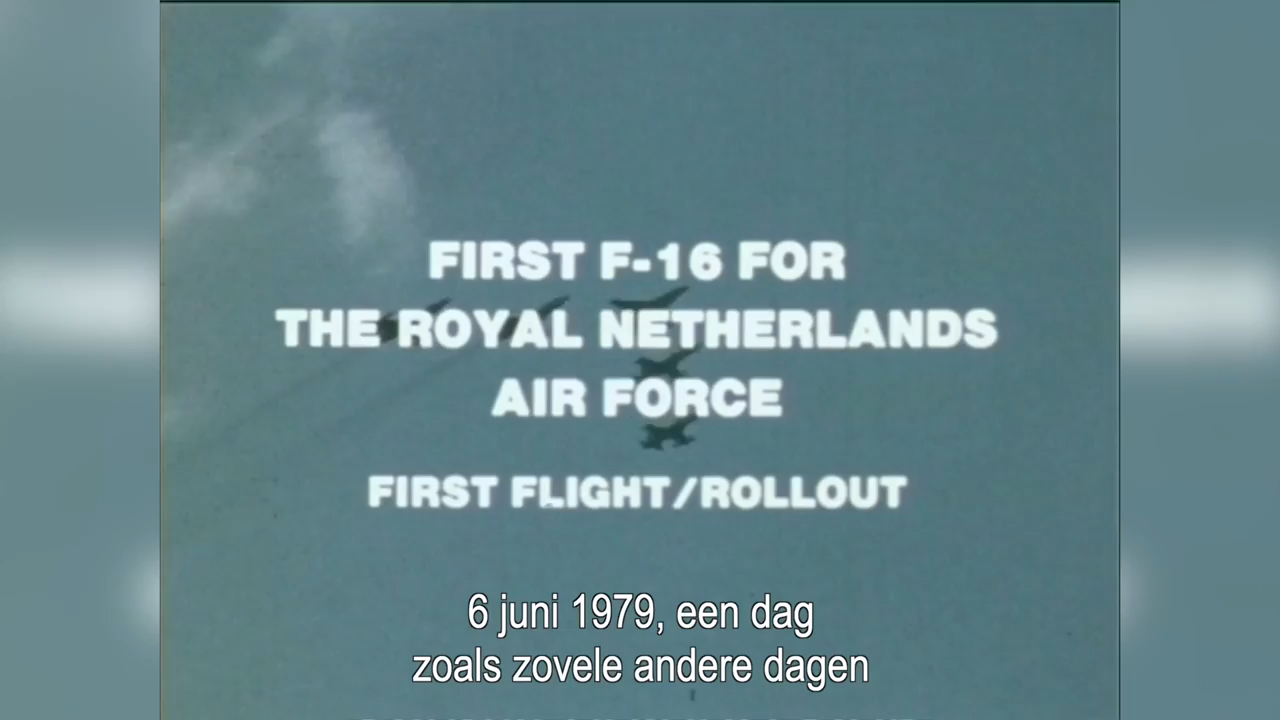 FIRST F-16 FOR
THE ROYAL NETHERLANDS
AIR FORCE
FIRST FLIGHT/ROLLOUT
6 juni 1979, een dag
zoals zovele andere dagen